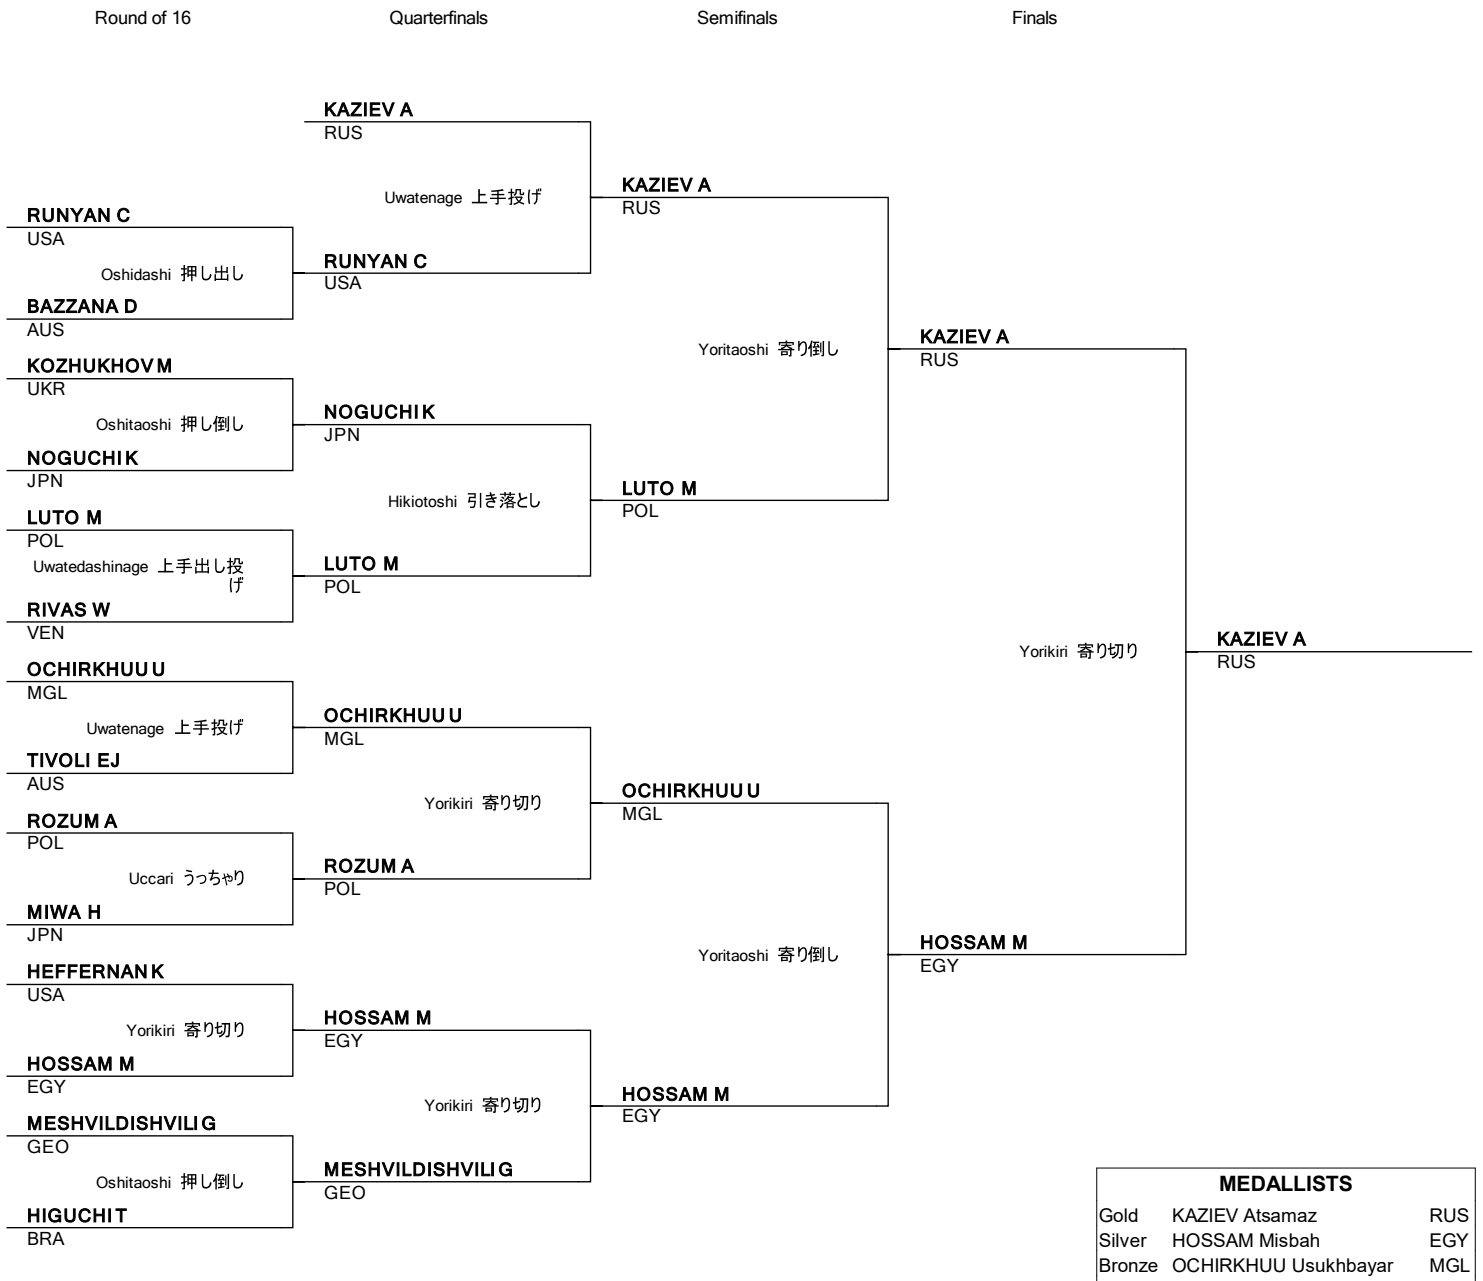 Round of 16 Quarterfinals Semifinals Finals
KAZIEV A
RUS
Uwatenage 上手投げ
KAZIEV A
RUS
RUNYAN C
USA
Oshidashi 押し出し
RUNYAN C
USA
BAZZANA D
AUS
Yoritaoshi 寄り倒し
KAZIEV A
RUS
KOZHUKHOV M
UKR
Oshitaoshi 押し倒し
NOGUCHI K
JPN
NOGUCHI K
JPN
Hikiotoshi 引き落とし
LUTO M
POL
LUTO M
POL
Uwatedashinage 上手出し投
げ
LUTO M
POL
RIVAS W
VEN
Yorikiri 寄り切り
KAZIEV A
RUS
OCHIRKHUU U
MGL
Uwatenage 上手投げ
OCHIRKHUU U
MGL
TIVOLI EJ
AUS
Yorikiri 寄り切り
OCHIRKHUU U
MGL
ROZUM A
POL
Uccari うっちゃり
ROZUM A
POL
MIWA H
JPN
Yoritaoshi 寄り倒し
HOSSAM M
EGY
HEFFERNAN K
USA
Yorikiri 寄り切り
HOSSAM M
EGY
HOSSAM M
EGY
Yorikiri 寄り切り
HOSSAM M
EGY
MESHVILDISHVILI G
GEO
Oshitaoshi 押し倒し
MESHVILDISHVILI G
GEO
HIGUCHI T
BRA
MEDALLISTS
Gold KAZIEV Atsamaz RUS
Silver HOSSAM Misbah EGY
Bronze OCHIRKHUU Usukhbayar MGL